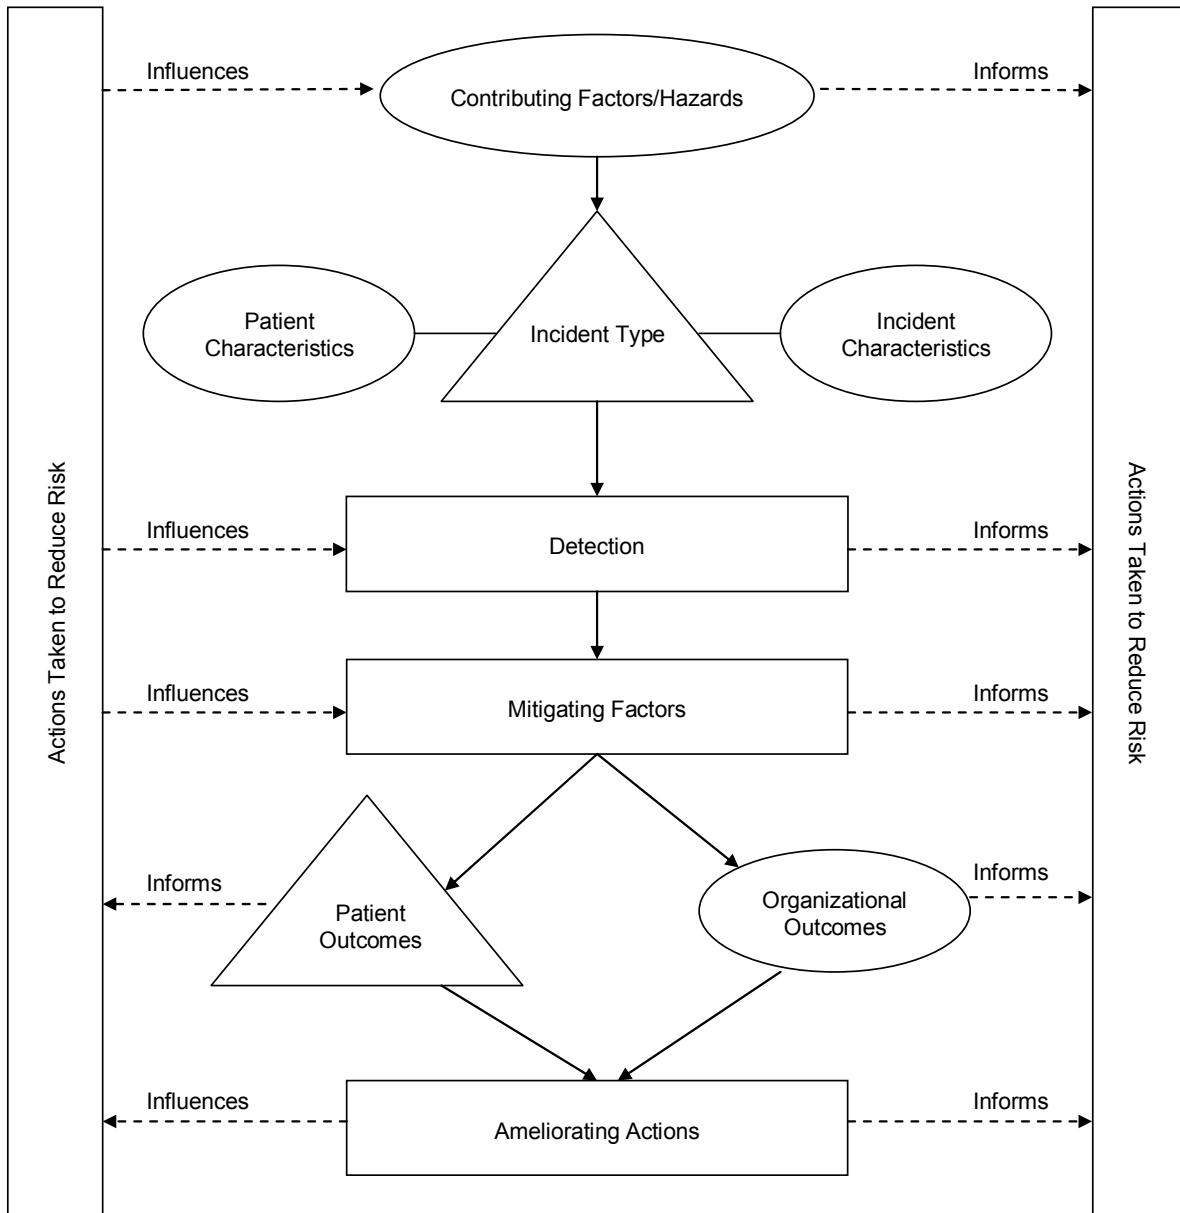 Influences
Contributing Factors/Hazards
Informs
Patient
Characteristics
Incident Type
Incident
Characteristics
Actions Taken to Reduce Risk
Actions Taken to Reduce Risk
Influences
Detection
Informs
Influences
Mitigating Factors
Informs
Informs
Patient
Outcomes
Organizational
Outcomes
Informs
Influences
Ameliorating Actions
Informs